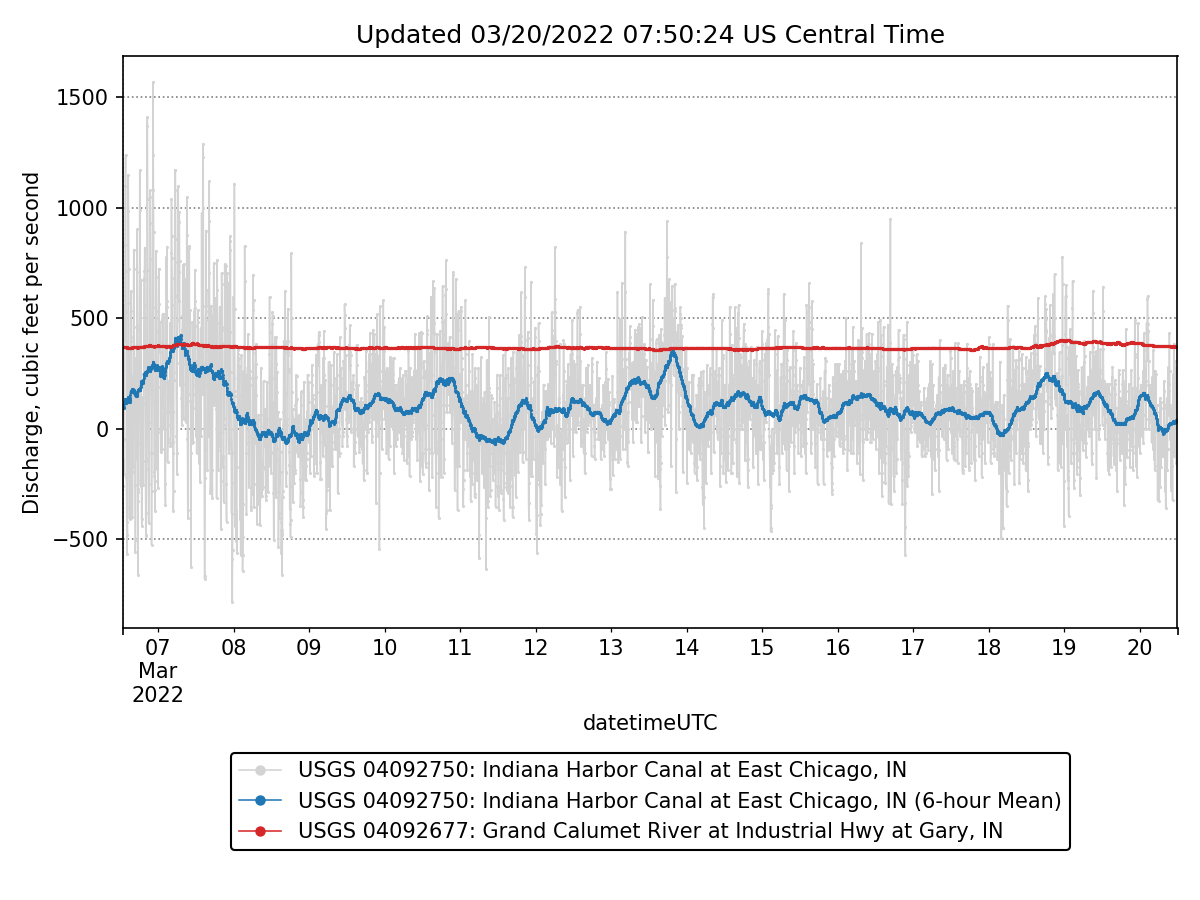 Updated 03/20/2022 07:50:24 US Central Time
Discharge, cubic feet per second
1500
1000
500
0
−500
07 08 09 10 11 12 13 14 15 16 17 18 19 20
Mar
2022
datetimeUTC
USGS 04092750: Indiana Harbor Canal at East Chicago, IN
USGS 04092750: Indiana Harbor Canal at East Chicago, IN (6-hour Mean)
USGS 04092677: Grand Calumet River at Industrial Hwy at Gary, IN